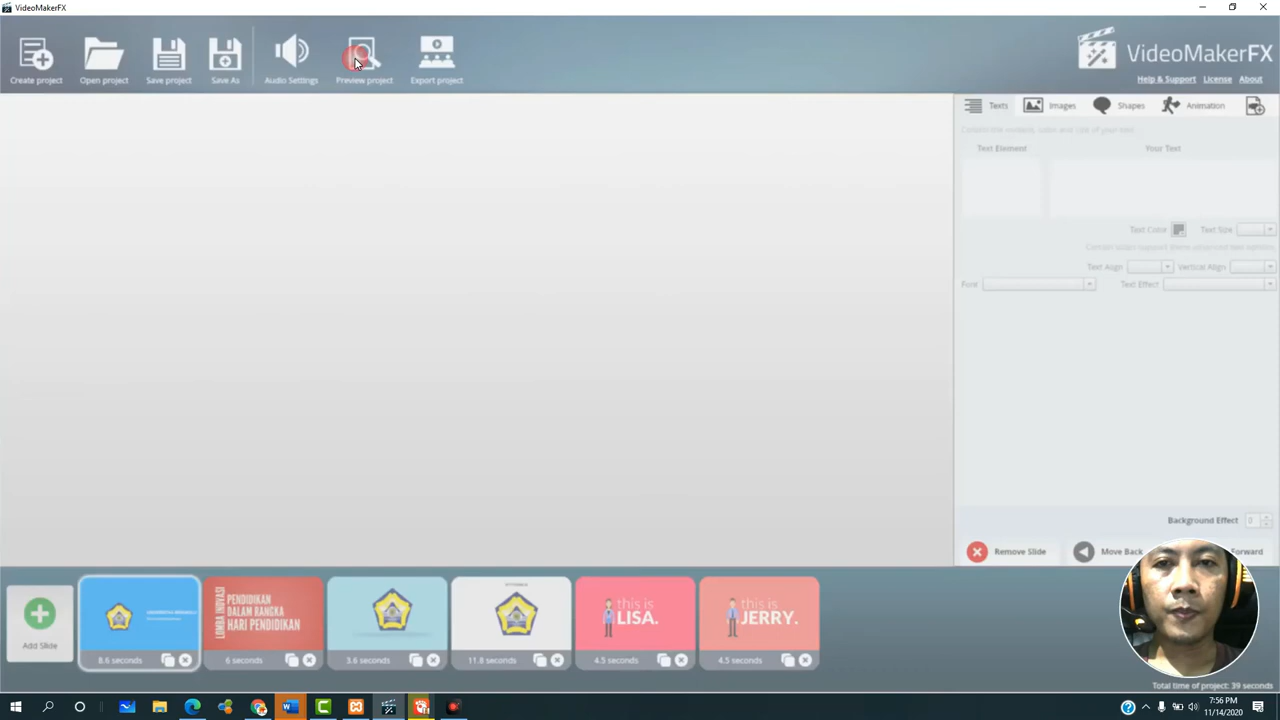 VideoMakerFX
Create project
Open project
Save project
Save As
Audio Settings
Preview project
Export project
VideoMakerFX
Help & Support License About
Texts
Images
Shapes
Animation
Text Element
Your Text
Text Color
Text Size
Text Align
Vertical Align
Font
Text Effect
Background Effect 0
Remove Slide
Move Back
Forward
Add Slide
8.6 seconds
LOMBA INOVASI
PENDIDIKAN
DALAM RANGKA
HARI PENDIDIKAN
6 seconds
3.6 seconds
11.8 seconds
this is
LISA.
4.5 seconds
this is
JERRY.
4.5 seconds
Total time of project: 39 seconds
7:56 PM
11/14/2020